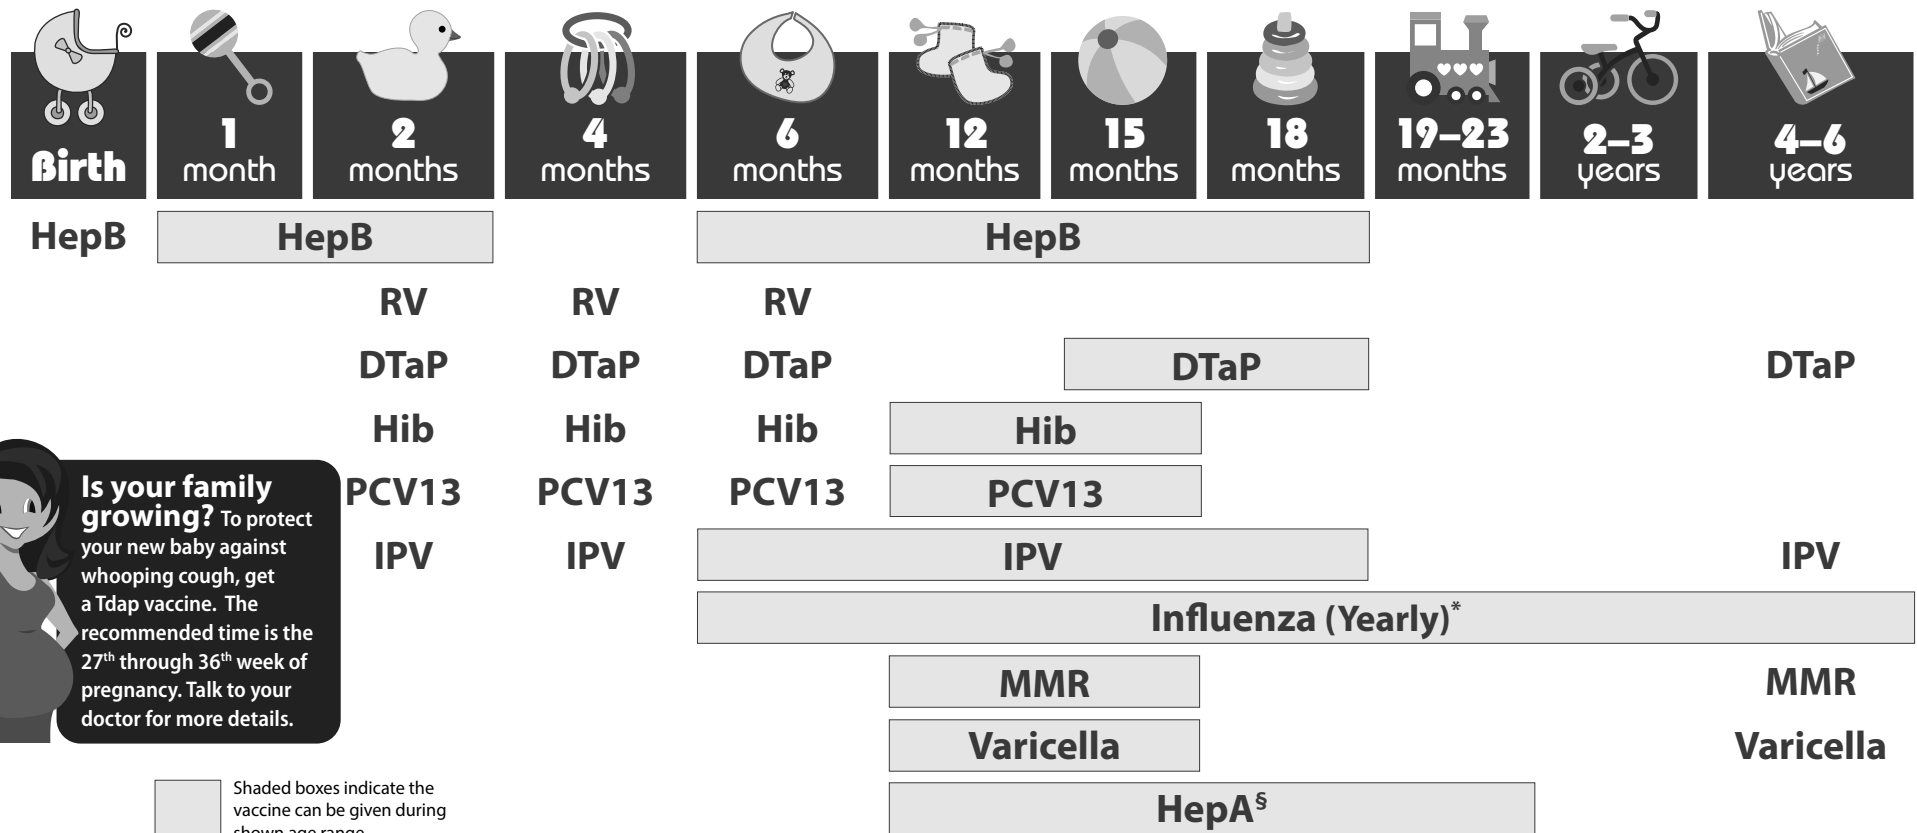 Birth
1
month
2
months
4
months
6
months
12
months
15
months
18
months
19–23
months
2–3
years
4–6
years
HepB HepB HepB
RV RV RV
DTaP DTaP DTaP DTaP DTaP
Hib Hib Hib Hib
PCV13 PCV13 PCV13 PCV13
IPV IPV IPV IPV
Influenza (Yearly)*
MMR MMR
Varicella Varicella
HepA§
Is your family
growing? To protect
your new baby against
whooping cough, get
a Tdap vaccine. The
recommended time is the
27th through 36th week of
pregnancy. Talk to your
doctor for more details.
Shaded boxes indicate the
vaccine can be given during
shown age range.